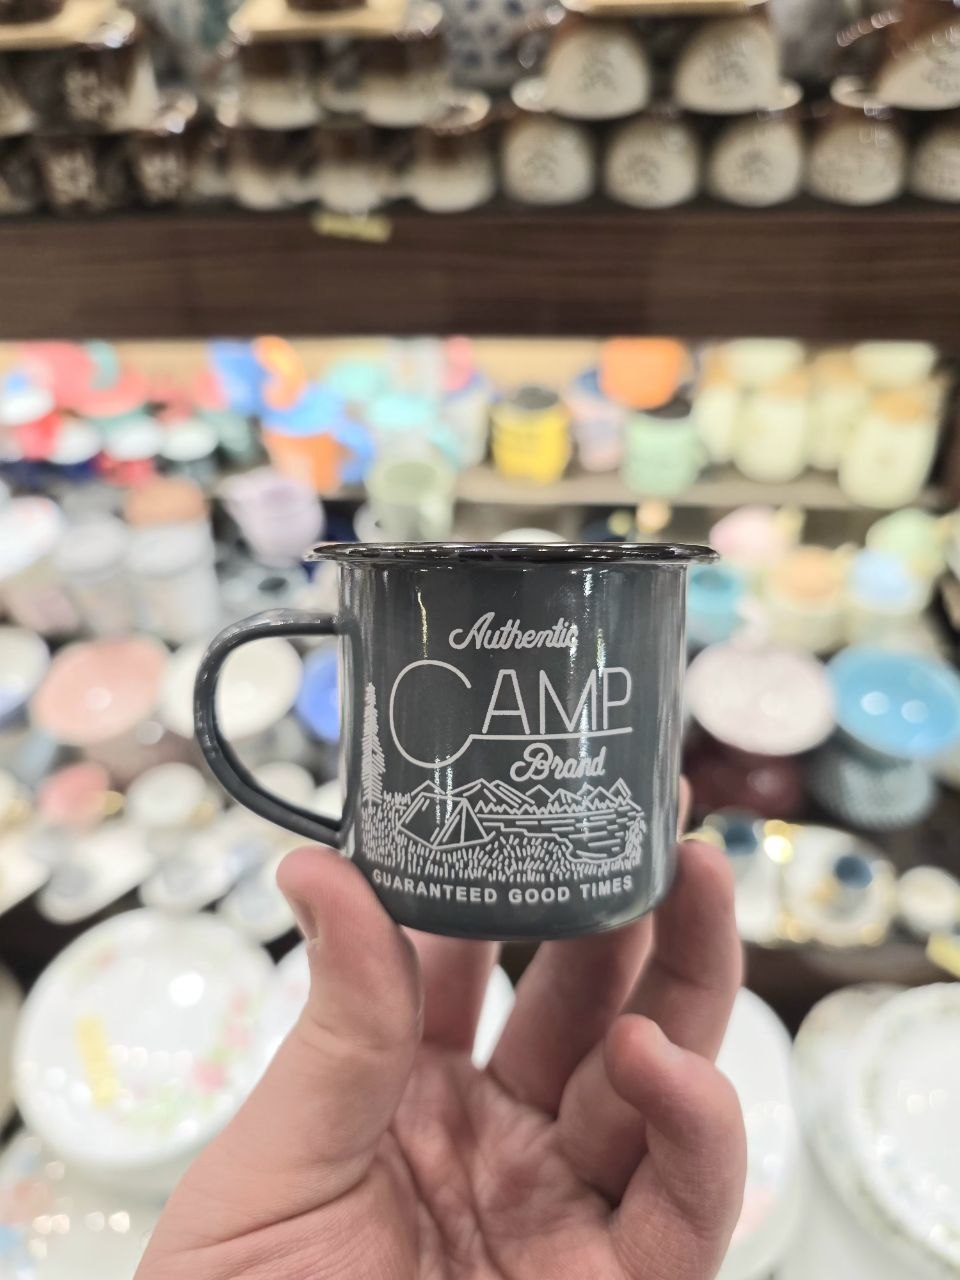 Authentic
CAMP
Brand
GUARANTEED GOOD TIMES